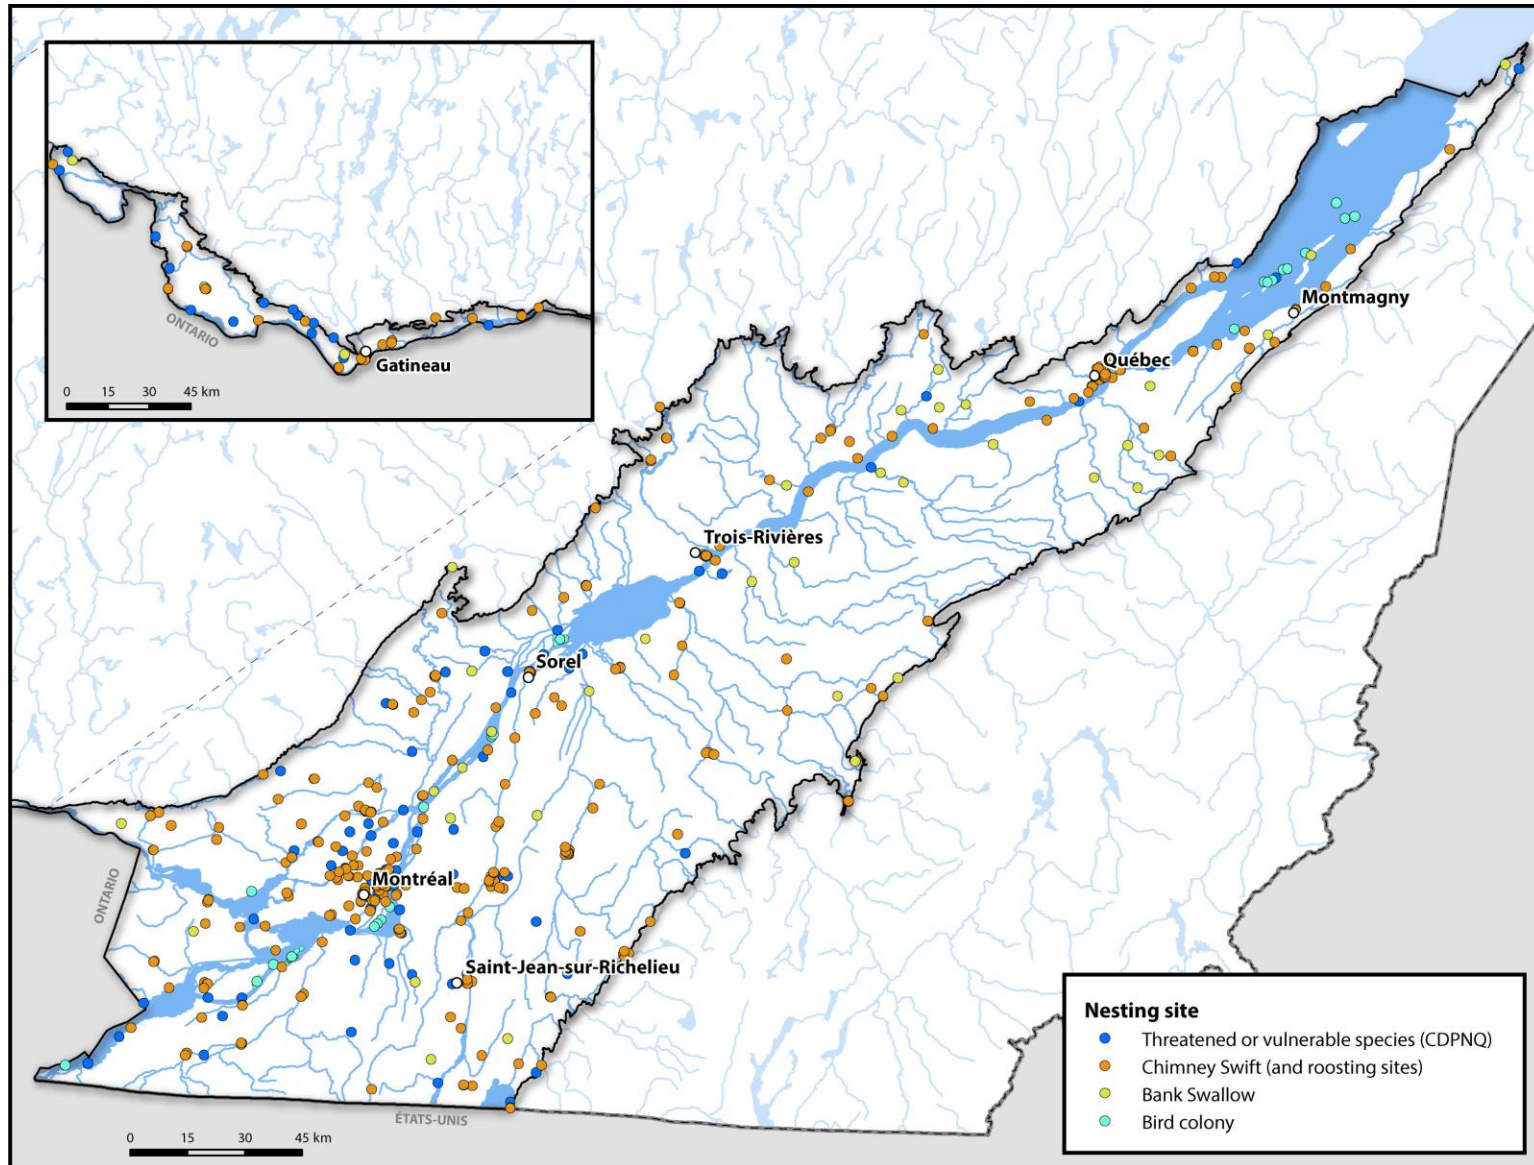 ONTARIO
Gatineau
0 15 30 45 km
Montmagny
Québec
Trois-Rivières
Sorel
Montréal
ONTARIO
Saint-Jean-sur-Richelieu
ÉTATS-UNIS
0 15 30 45 km
Nesting site
Threatened or vulnerable species (CDPNQ)
Chimney Swift (and roosting sites)
Bank Swallow
Bird colony